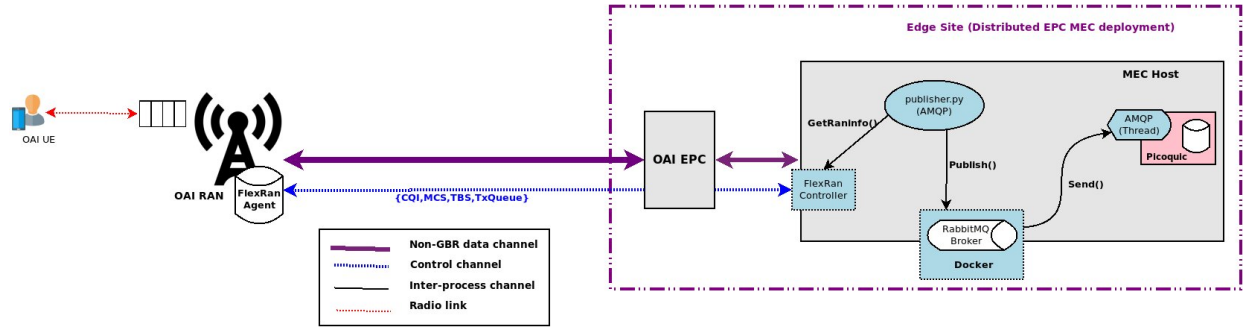 Edge Site (Distributed EPC MEC deployment)
MEC Host
publisher.py
(AMQP)
AMQP
(Thread)
Picoquic
GetRaninfo()
OAI UE
OAI EPC
Publish()
Send()
OAI RAN
FlexRan
Agent
{CQI,MCS,TBS,TxQueue}
FlexRan
Controller
RabbitMQ
Broker
Docker
Non-GBR data channel
Control channel
Inter-process channel
Radio link